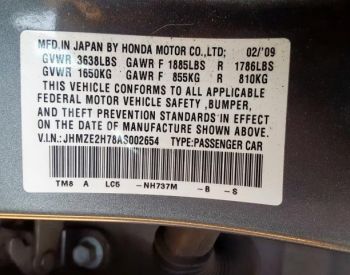 MFD. IN JAPAN BY HONDA MOTOR CO.,LTD; 02/'09
GVWR 3638LBS GAWR F 1885LBS R 1786LBS
GVWR 1650KG GAWR F 855KG R 810KG
THIS VEHICLE CONFORMS TO ALL APPLICABLE
FEDERAL MOTOR VEHICLE SAFETY ,BUMPER,
AND THEFT PREVENTION STANDARDS IN EFFECT
ON THE DATE OF MANUFACTURE SHOWN ABOVE.
V.I.N.: JHMZE2H78AS002654 TYPE:PASSENGER CAR
TM8 A LC5 -NH737M -B -S